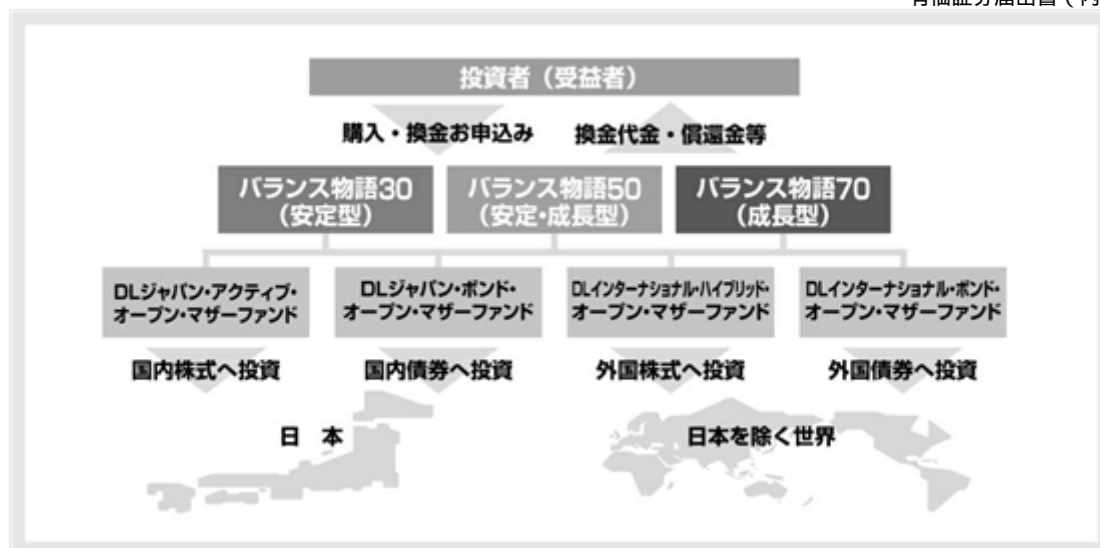 投資者（受益者）
購入・換金お申込み
換金代金・償還金等
バランス物語30
（安定型）
バランス物語50
（安定・成長型）
バランス物語70
（成長型）
DLジャパン・アクティブ・
オープン・マザーファンド
DLジャパン・ボンド・
オープン・マザーファンド
DLインターナショナル・ハイブリッド・
オープン・マザーファンド
DLインターナショナル・ボンド・
オープン・マザーファンド
国内株式へ投資
国内債券へ投資
外国株式へ投資
外国債券へ投資
日　本
日本を除く世界